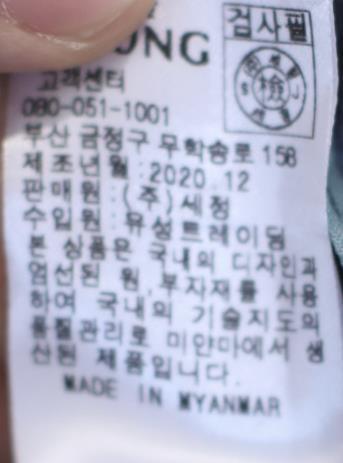 검사필
UNG
검
고객센터
080-051-1001
부산 금정구 무학송로 158
제조년월 : 2020.12
판매원 : (주)세정
수입원 : 유성트레이딩
본 상품은 국내의 디자인과
엄선된 원,부자재를 사용
하여 국내의 기술지도의
품질관리로 미얀마에서 생
산된 제품입니다.
MADE IN MYANMAR